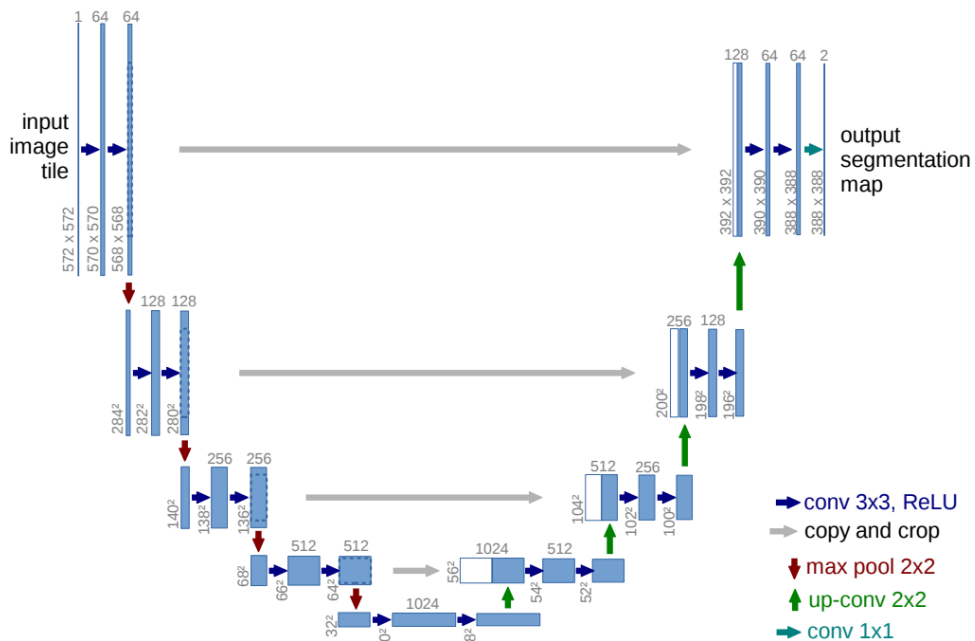 1 64 64
input
image
tile
572 x 572
570 x 570
568 x 568
128 64 64 2
output
segmentation
map
392 x 392
390 x 390
388 x 388
388 x 388
128 128
284²
282²
280²
256 128
200²
198²
196²
256 256
140²
138²
136²
512 256
104²
102²
100²
512 512
68²
66²
64²
1024 512
56²
54²
52²
1024
32²
conv 3x3, ReLU
copy and crop
max pool 2x2
up-conv 2x2
conv 1x1